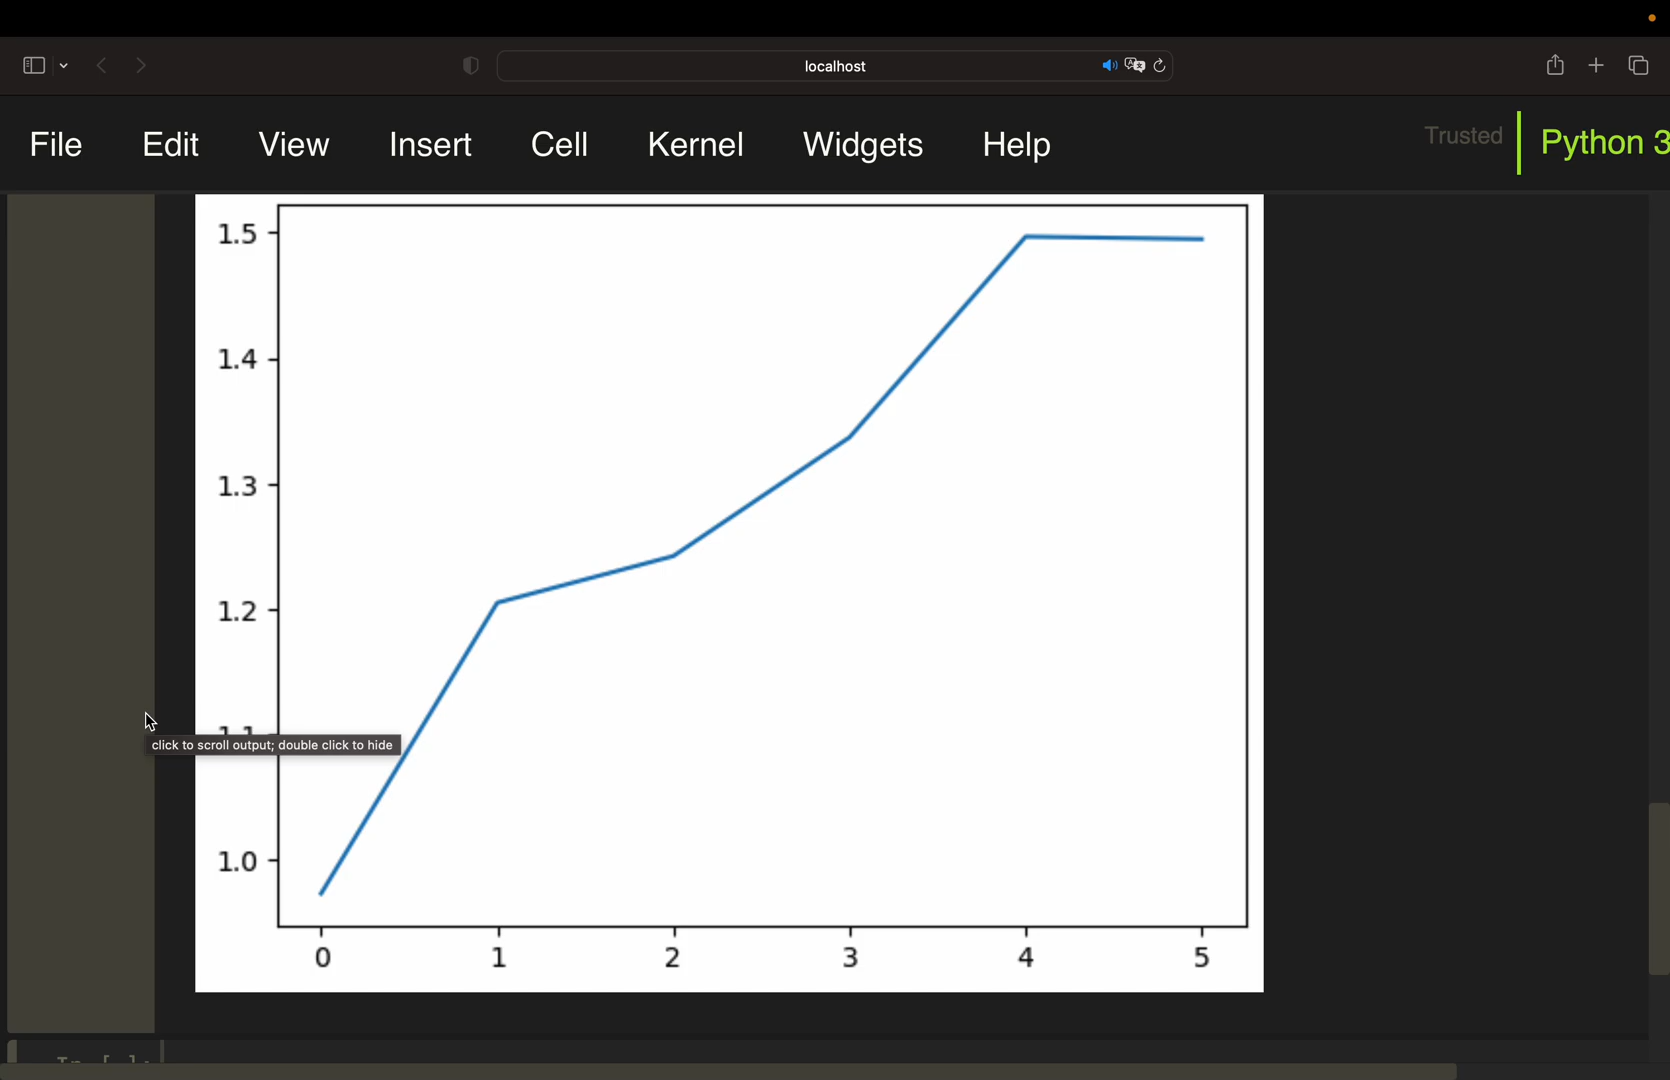 localhost
File Edit View Insert Cell Kernel Widgets Help Trusted Python 3
1.5
1.4
1.3
1.2
click to scroll output; double click to hide
1.0
0 1 2 3 4 5